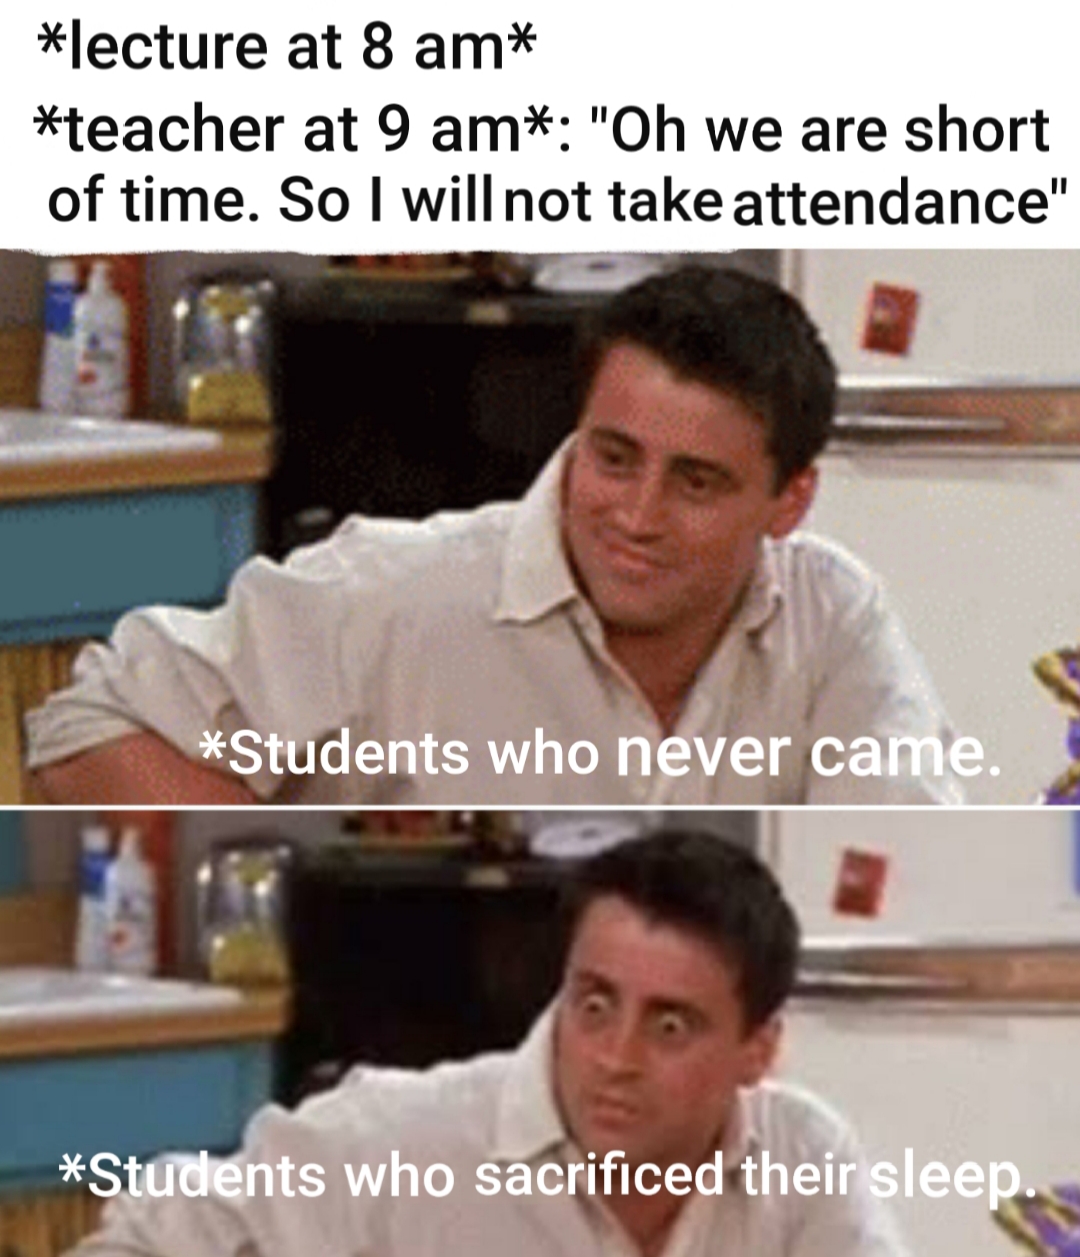 *lecture at 8 am*
*teacher at 9 am*: "Oh we are short
of time. So I will not take attendance"
*Students who never came.
*Students who sacrificed their sleep.